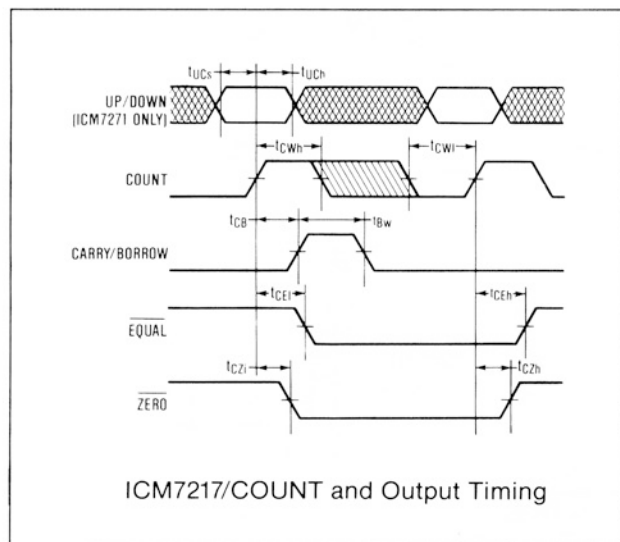 tUCs
tUCh
UP/DOWN
(ICM7271 ONLY)
tCWh
tCWl
COUNT
tCB
tBw
CARRY/BORROW
tCEl
tCEh
EQUAL
tCZl
tCZh
ZERO
ICM7217/COUNT and Output Timing